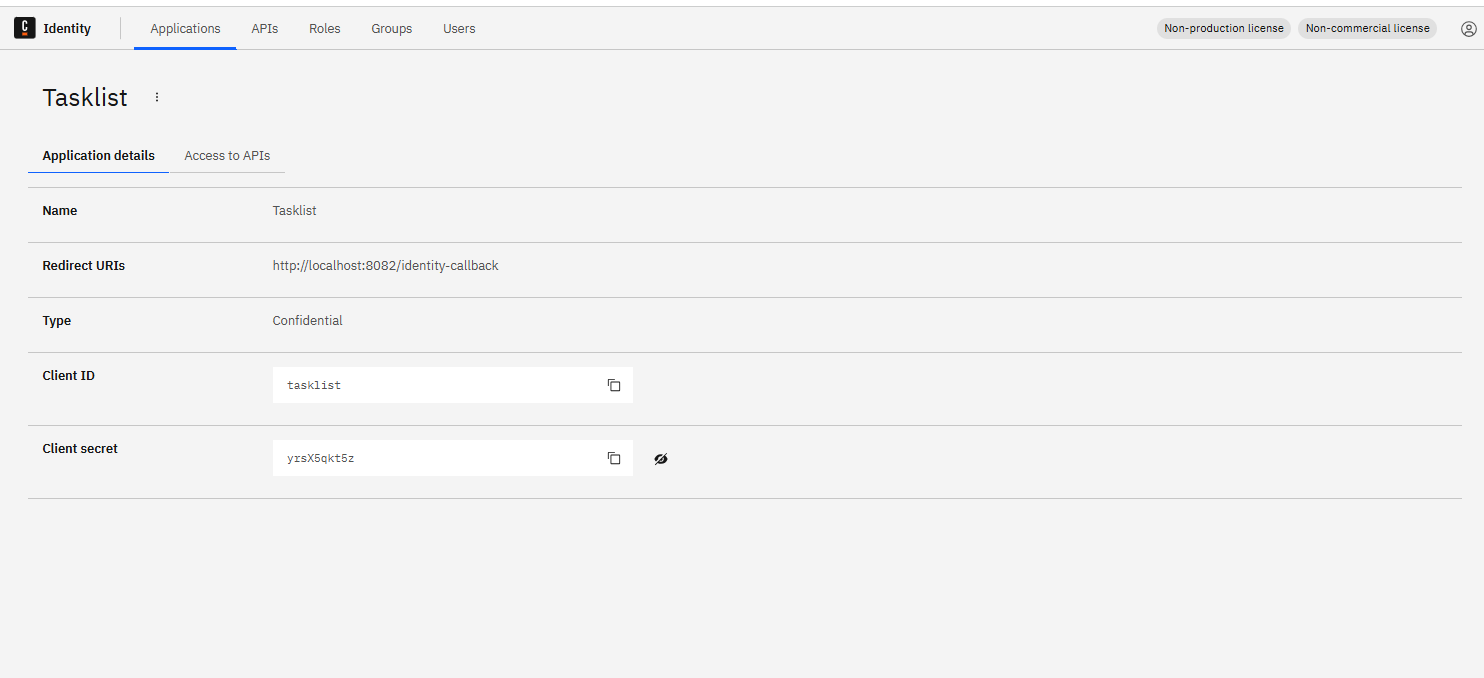 C Identity Applications APIs Roles Groups Users Non-production license Non-commercial license
Tasklist
Application details Access to APIs
Name Tasklist
Redirect URIs http://localhost:8082/identity-callback
Type Confidential
Client ID tasklist
Client secret yrsX5qkt5z